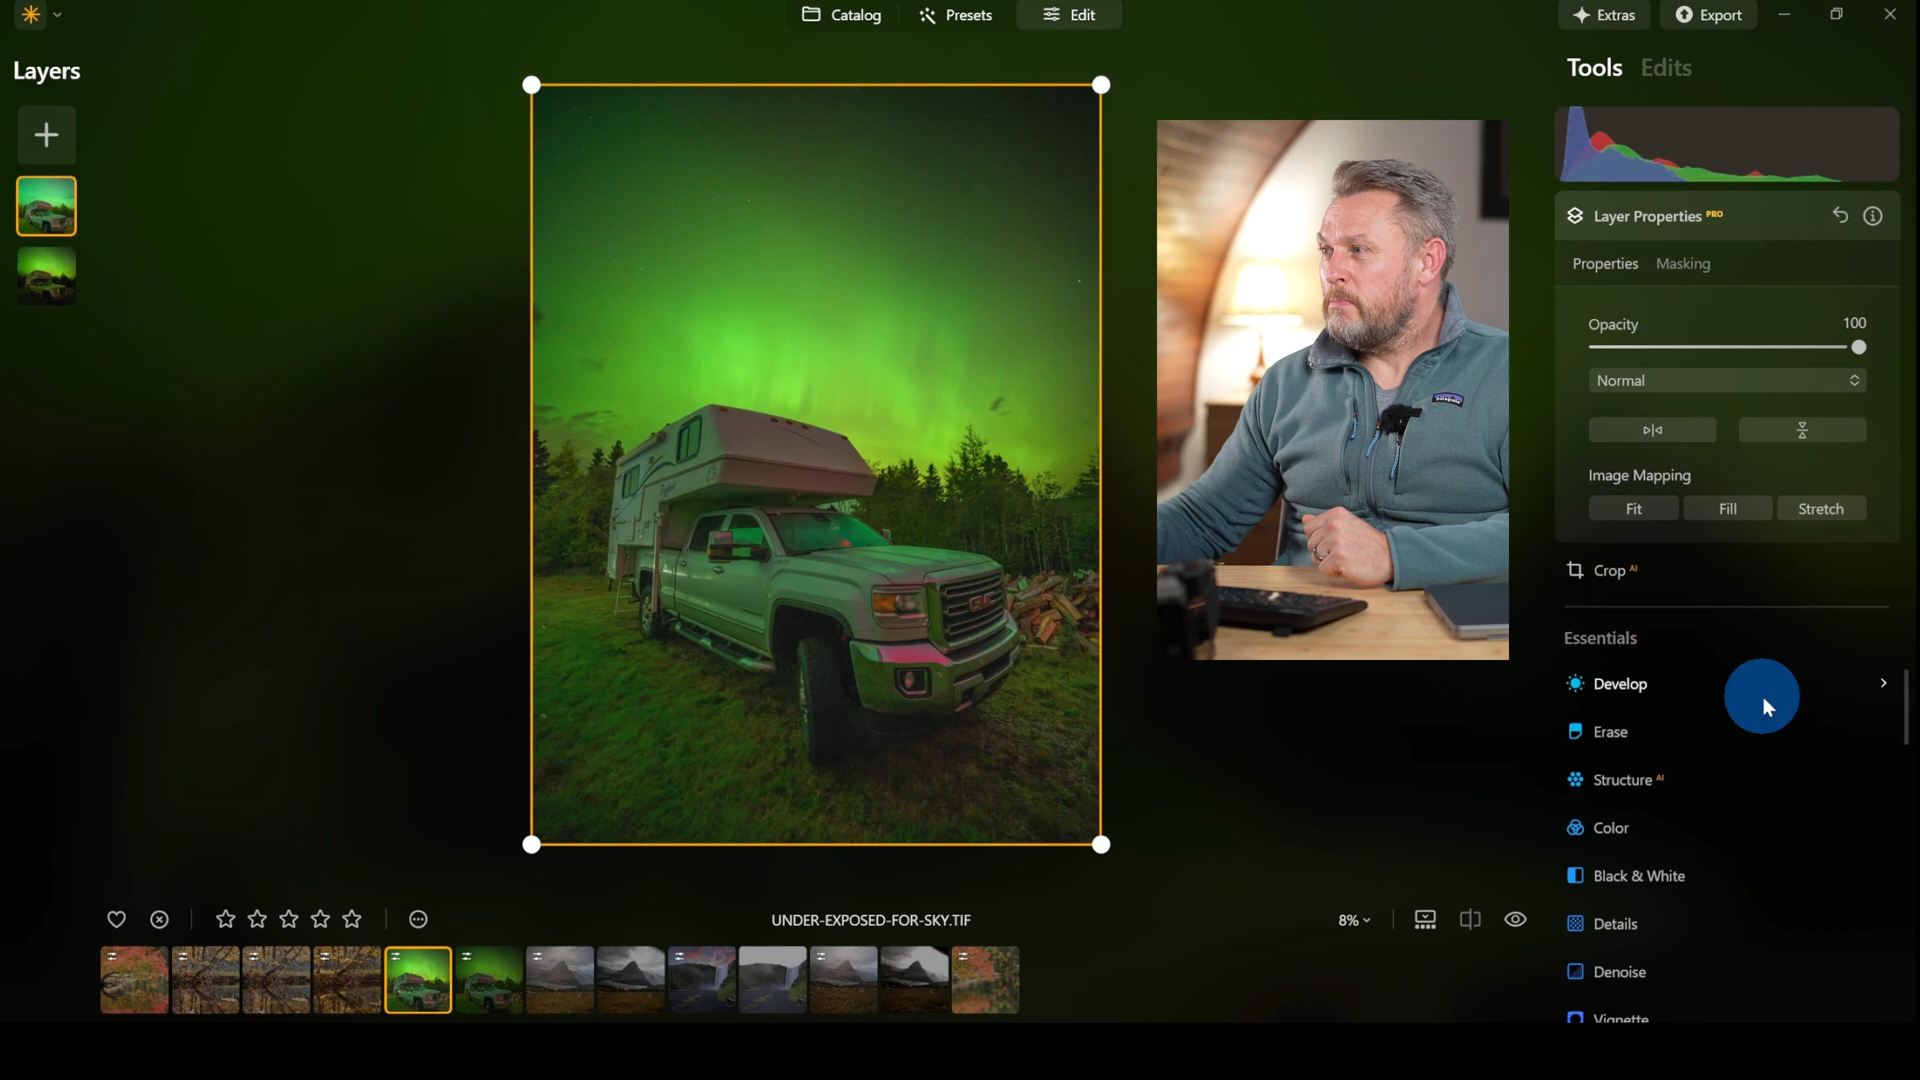 Catalog
Presets
Edit
Extras
Export
Layers
Tools Edits
Layer Properties PRO
Properties Masking
Opacity 100
Normal
Image Mapping
Fit Fill Stretch
Crop AI
Essentials
Develop
Erase
Structure AI
Color
Black & White
Details
Denoise
Vignette
UNDER-EXPOSED-FOR-SKY.TIF
8%
GMC
patagonia